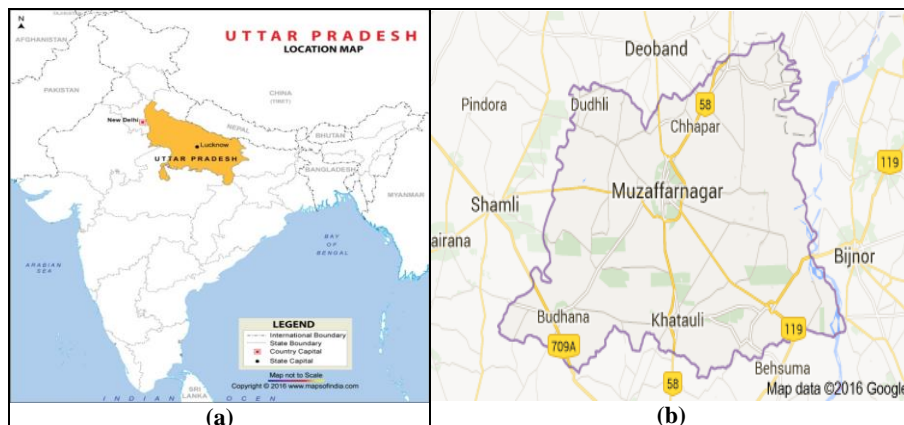 N
UTTAR PRADESH
LOCATION MAP
AFGHANISTAN
PAKISTAN
CHINA
(TIBET)
New Delhi
NEPAL
BHUTAN
Lucknow
UTTAR PRADESH
BANGLADESH
MYANMAR
ARABIAN
SEA
BAY
OF
BENGAL
LEGEND
International Boundary
State Boundary
Country Capital
State Capital
Map not to Scale
Copyright © 2016 www.mapsofindia.com
SRI
LANKA
INDIAN OCEN
(a)
Deoband
Pindora
Dudhli
58
Chhapar
119
Muzaffarnagar
Shamli
airana
Bijnor
Budhana
Khatauli
119
709A
Behsuma
58
Map data ©2016 Google
(b)